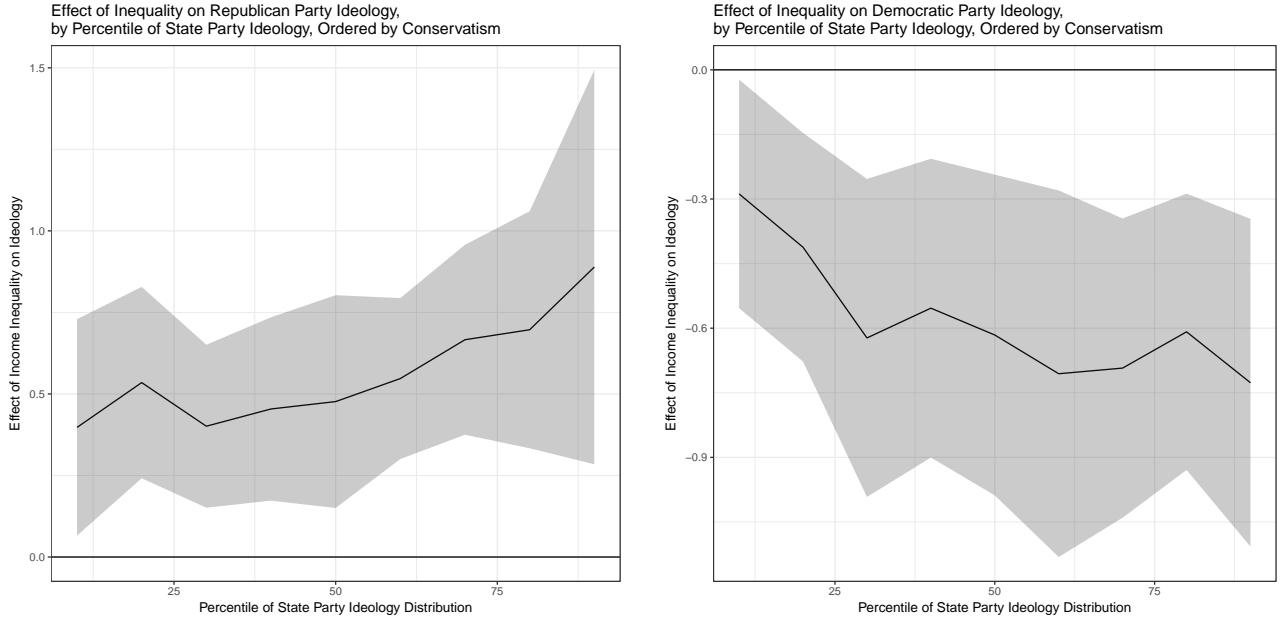 Effect of Inequality on Republican Party Ideology,
by Percentile of State Party Ideology, Ordered by Conservatism
Effect of Income Inequality on Ideology
1.5
1.0
0.5
0.0
25
50
75
Percentile of State Party Ideology Distribution
Effect of Inequality on Democratic Party Ideology,
by Percentile of State Party Ideology, Ordered by Conservatism
Effect of Income Inequality on Ideology
0.0
−0.3
−0.6
−0.9
25
50
75
Percentile of State Party Ideology Distribution